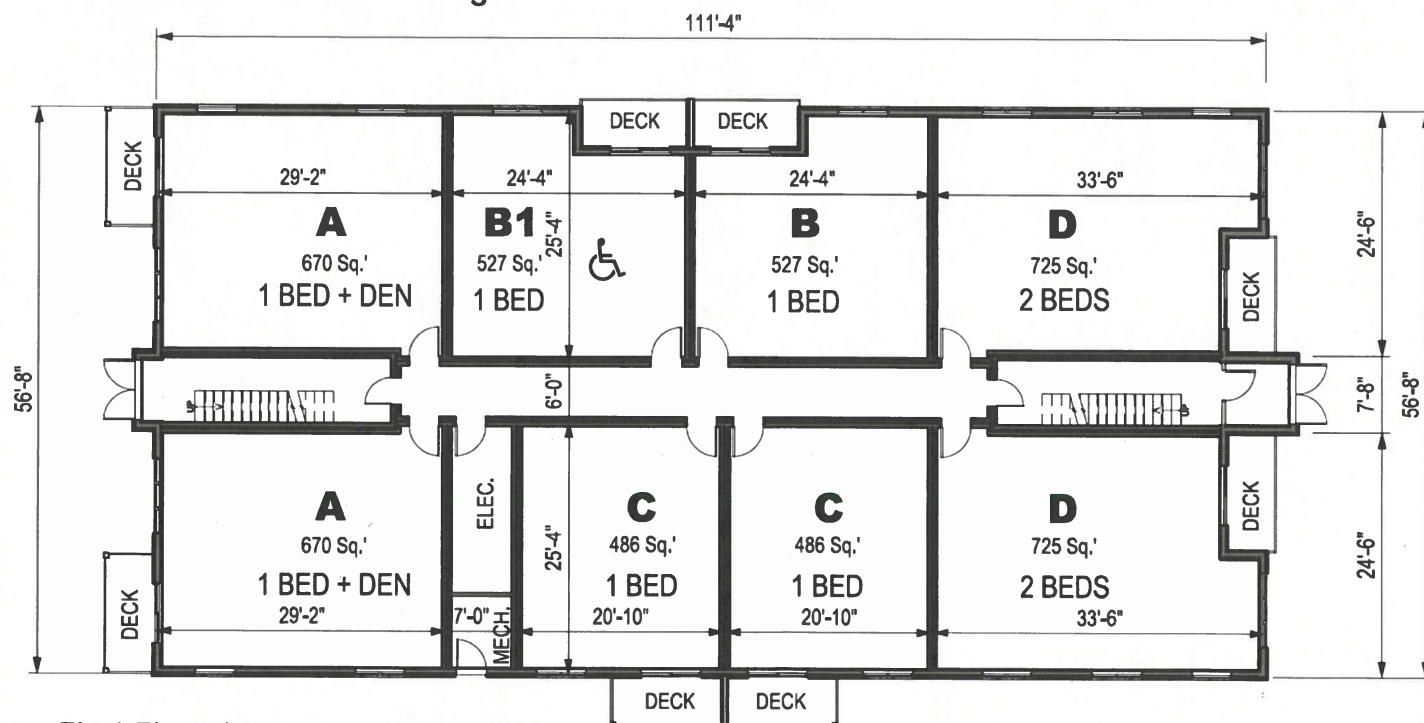 111'-4"
DECK
DECK
DECK
29'-2"
24'-4"
24'-4"
33'-6"
A
B1
B
D
25'-4"
24'-6"
670 Sq.'
527 Sq.'
527 Sq.'
725 Sq.'
1 BED + DEN
1 BED
1 BED
2 BEDS
DECK
56'-8"
UP
6'-0"
UP
7'-8"
56'-8"
A
ELEC.
C
C
D
DECK
670 Sq.'
25'-4"
486 Sq.'
486 Sq.'
725 Sq.'
24'-6"
1 BED + DEN
1 BED
1 BED
2 BEDS
DECK
29'-2"
7'-0"
MECH.
20'-10"
20'-10"
33'-6"
DECK
DECK